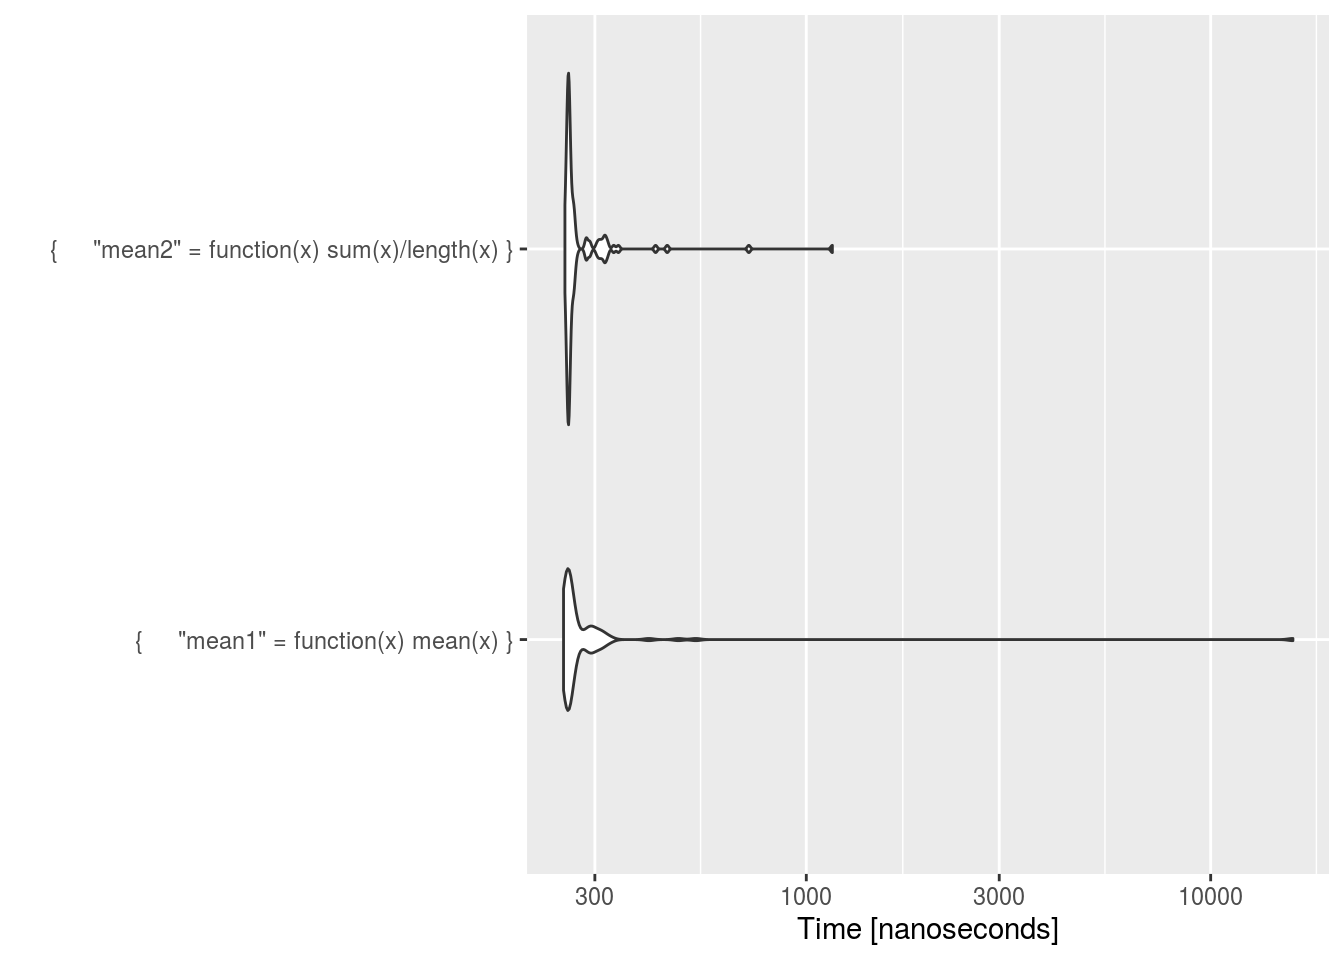 {     "mean2" = function(x) sum(x)/length(x) }
{     "mean1" = function(x) mean(x) }
300 1000 3000 10000
Time [nanoseconds]